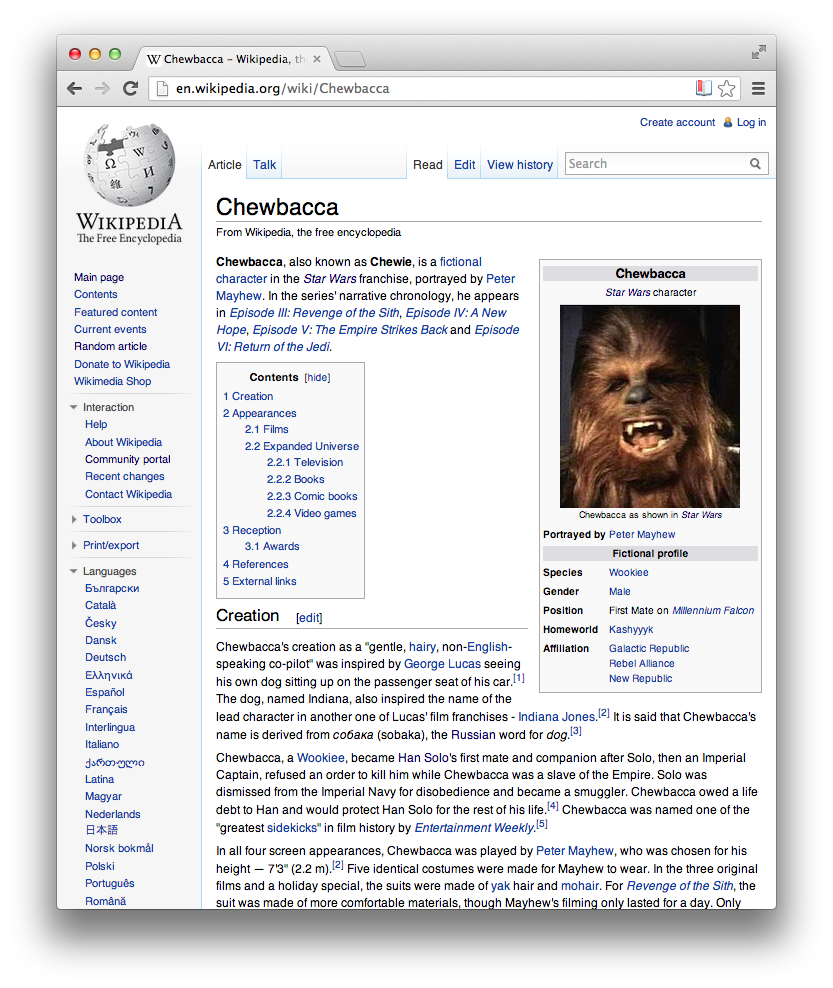 Chewbacca – Wikipedia, th
en.wikipedia.org/wiki/Chewbacca
Create account Log in
Article Talk Read Edit View history Search
WIKIPEDIA
The Free Encyclopedia
Main page
Contents
Featured content
Current events
Random article
Donate to Wikipedia
Wikimedia Shop
Interaction
Help
About Wikipedia
Community portal
Recent changes
Contact Wikipedia
Toolbox
Print/export
Languages
Български
Català
Česky
Dansk
Deutsch
Ελληνικά
Español
Français
Interlingua
Italiano
ქართული
Latina
Magyar
Nederlands
日本語
Norsk bokmål
Polski
Português
Română
Chewbacca
From Wikipedia, the free encyclopedia
Chewbacca, also known as Chewie, is a fictional
character in the Star Wars franchise, portrayed by Peter
Mayhew. In the series' narrative chronology, he appears
in Episode III: Revenge of the Sith, Episode IV: A New
Hope, Episode V: The Empire Strikes Back and Episode
VI: Return of the Jedi.
Contents [hide]
1 Creation
2 Appearances
2.1 Films
2.2 Expanded Universe
2.2.1 Television
2.2.2 Books
2.2.3 Comic books
2.2.4 Video games
3 Reception
3.1 Awards
4 References
5 External links
Chewbacca
Star Wars character
Chewbacca as shown in Star Wars
Portrayed by Peter Mayhew
Fictional profile
Species Wookiee
Gender Male
Position First Mate on Millennium Falcon
Homeworld Kashyyyk
Affiliation Galactic Republic
Rebel Alliance
New Republic
Creation [edit]
Chewbacca's creation as a "gentle, hairy, non-English-
speaking co-pilot" was inspired by George Lucas seeing
his own dog sitting up on the passenger seat of his car.[1]
The dog, named Indiana, also inspired the name of the
lead character in another one of Lucas' film franchises - Indiana Jones.[2] It is said that Chewbacca's
name is derived from собака (sobaka), the Russian word for dog.[3]
Chewbacca, a Wookiee, became Han Solo's first mate and companion after Solo, then an Imperial
Captain, refused an order to kill him while Chewbacca was a slave of the Empire. Solo was
dismissed from the Imperial Navy for disobedience and became a smuggler. Chewbacca owed a life
debt to Han and would protect Han Solo for the rest of his life.[4] Chewbacca was named one of the
"greatest sidekicks" in film history by Entertainment Weekly.[5]
In all four screen appearances, Chewbacca was played by Peter Mayhew, who was chosen for his
height — 7'3" (2.2 m).[2] Five identical costumes were made for Mayhew to wear. In the three original
films and a holiday special, the suits were made of yak hair and mohair. For Revenge of the Sith, the
suit was made of more comfortable materials, though Mayhew's filming only lasted for a day. Only